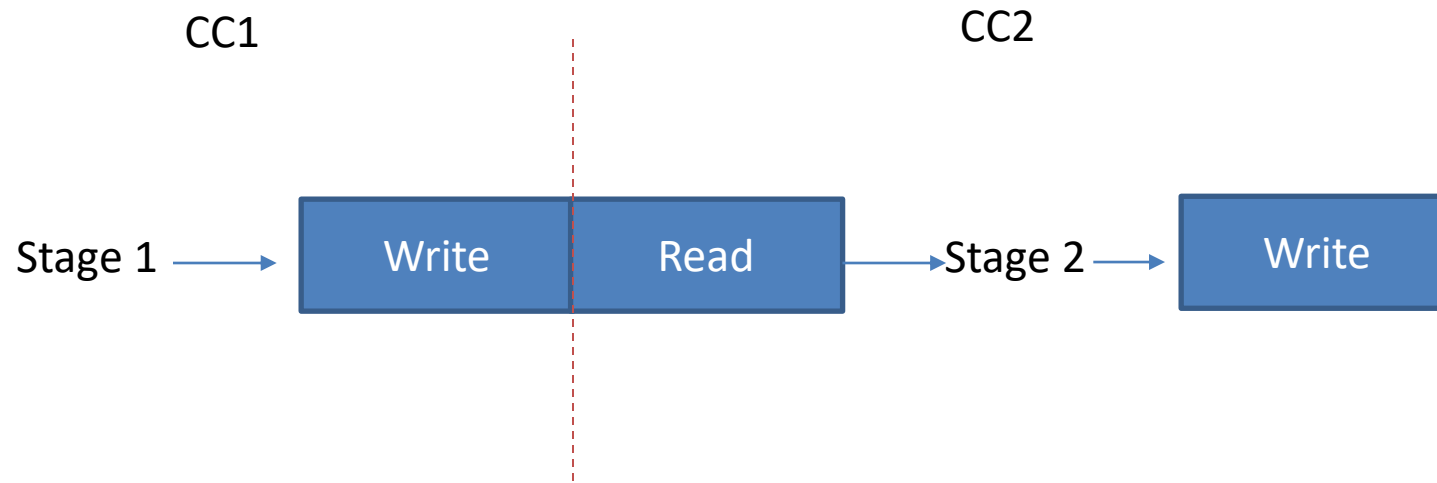 CC1
CC2
Stage 1
Write
Read
Stage 2
Write